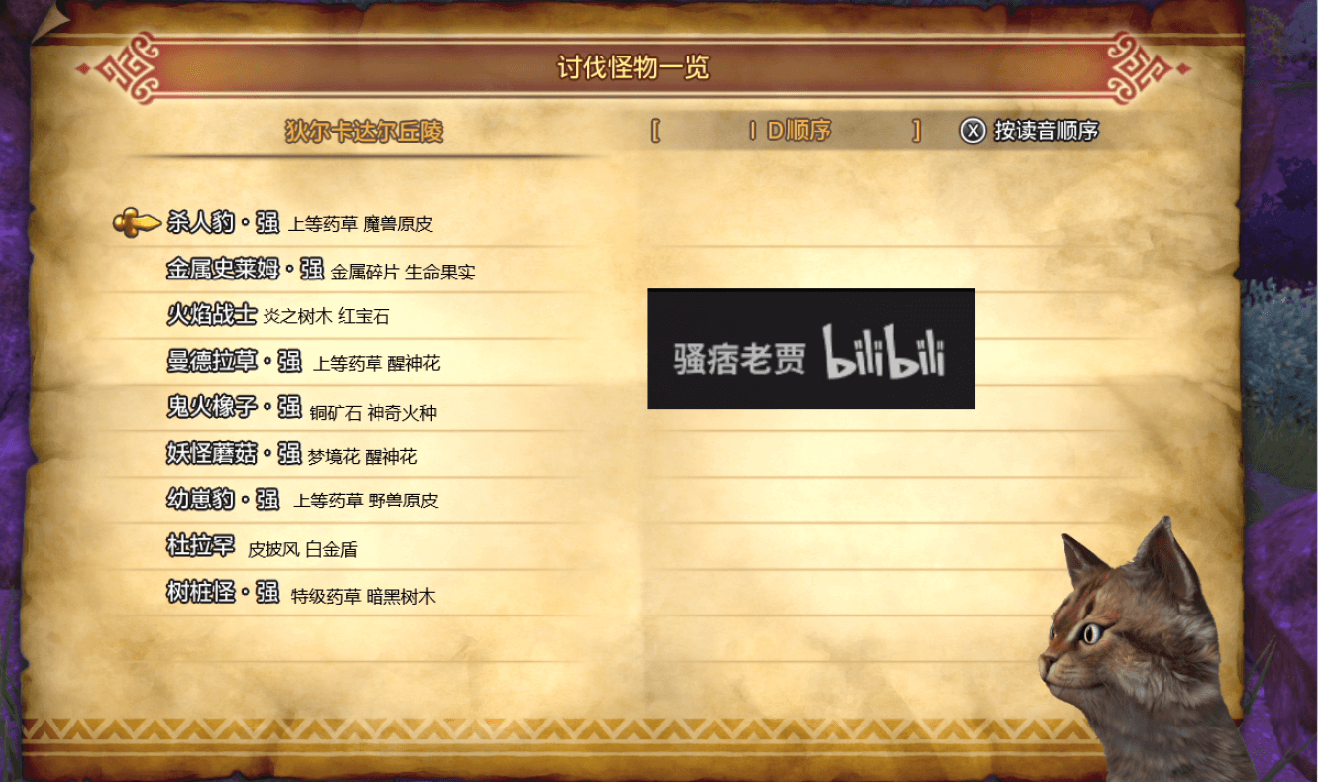 讨伐怪物一览
狄尔卡达尔丘陵 [ ID顺序 ] Ⓧ 按读音顺序
杀人豹·强 上等药草 魔兽原皮
金属史莱姆·强 金属碎片 生命果实
火焰战士 炎之树木 红宝石
曼德拉草·强 上等药草 醒神花
鬼火橡子·强 铜矿石 神奇火种
妖怪蘑菇·强 梦境花 醒神花
幼崽豹·强 上等药草 野兽原皮
杜拉罕 皮披风 白金盾
树桩怪·强 特级药草 暗黑树木
骚痞老贾 bilibili